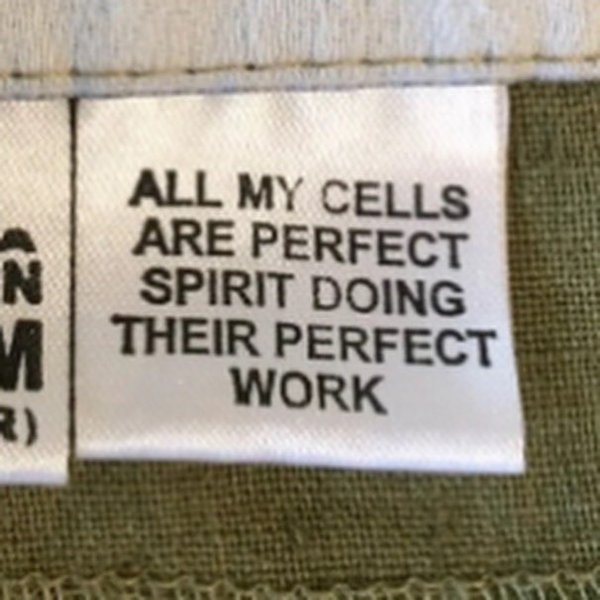 ALL MY CELLS
ARE PERFECT
SPIRIT DOING
THEIR PERFECT
WORK
N
M
R)